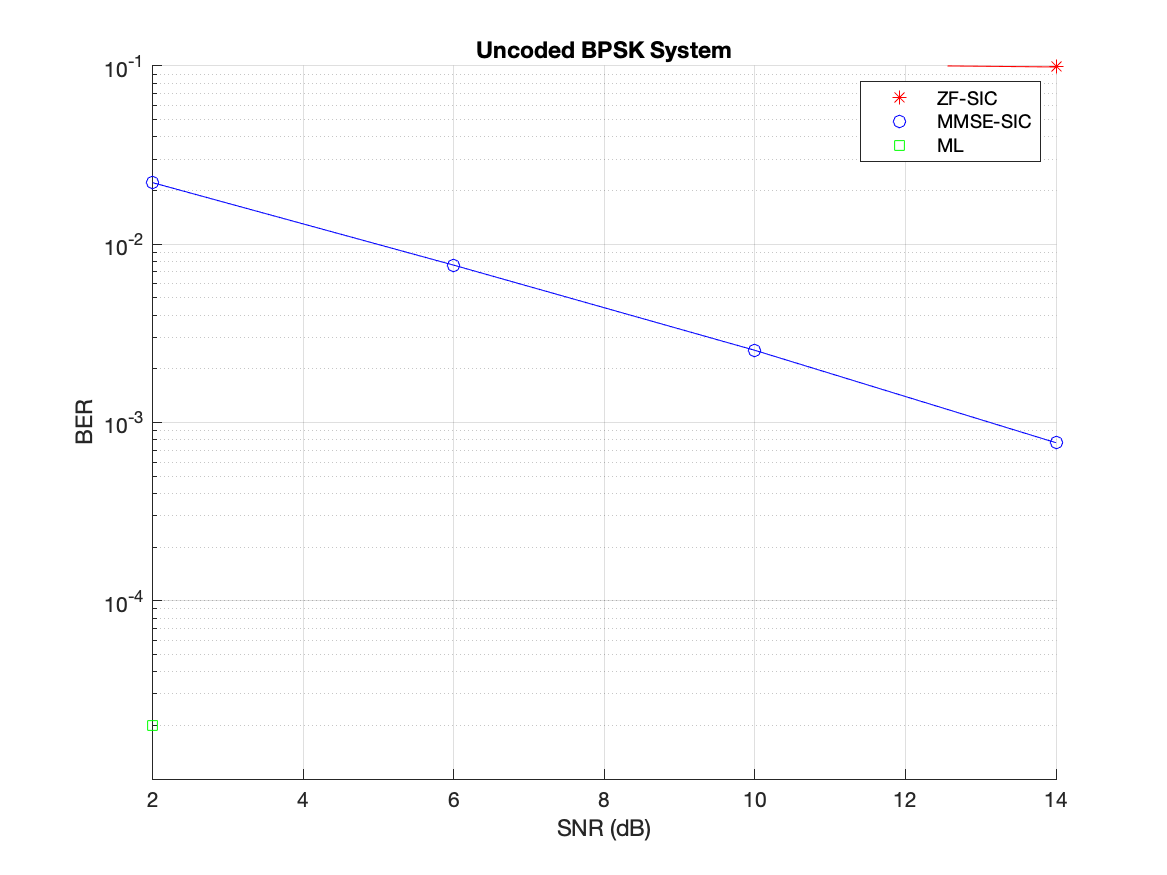 Uncoded BPSK System
10-1
10-2
10-3
10-4
BER
ZF-SIC
MMSE-SIC
ML
2 4 6 8 10 12 14
SNR (dB)